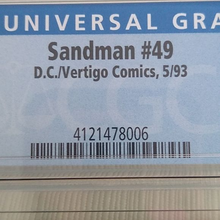 UNIVERSAL GRA
Sandman #49
D.C./Vertigo Comics, 5/93
4121478006